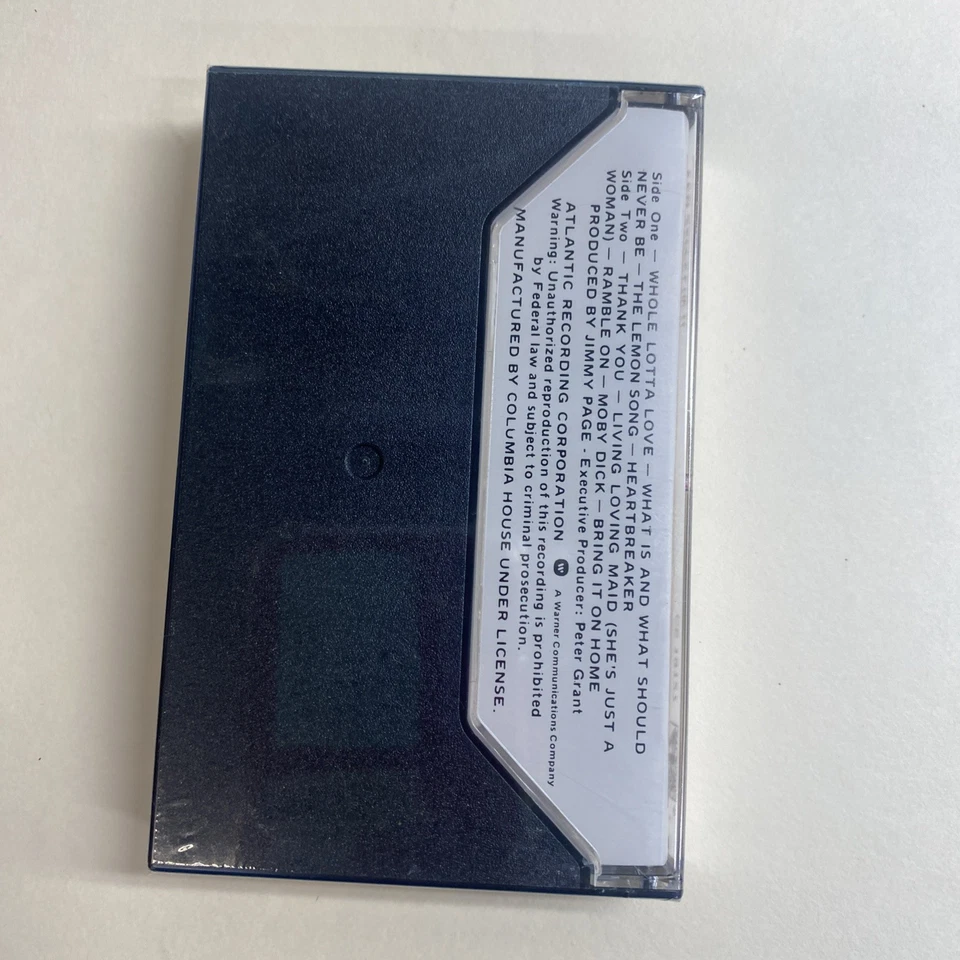 Side One — WHOLE LOTTA LOVE — WHAT IS AND WHAT SHOULD
NEVER BE — THE LEMON SONG — HEARTBREAKER
Side Two — THANK YOU — LIVING LOVING MAID (SHE'S JUST A
WOMAN) — RAMBLE ON — MOBY DICK — BRING IT ON HOME
PRODUCED BY JIMMY PAGE - Executive Producer: Peter Grant
ATLANTIC RECORDING CORPORATION W A Warner Communications Company
Warning: Unauthorized reproduction of this recording is prohibited
by Federal law and subject to criminal prosecution.
MANUFACTURED BY COLUMBIA HOUSE UNDER LICENSE.